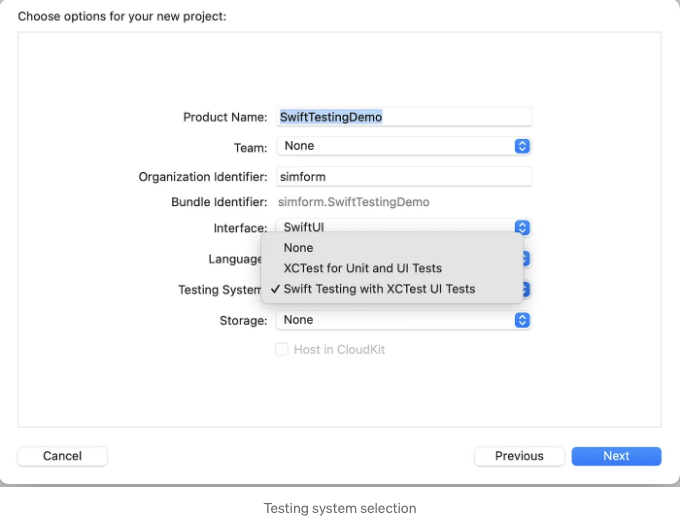 Choose options for your new project:
Product Name: SwiftTestingDemo
Team: None
Organization Identifier: simform
Bundle Identifier: simform.SwiftTestingDemo
Interface: SwiftUI
None
Language
XCTest for Unit and UI Tests
Testing System ✓ Swift Testing with XCTest UI Tests
Storage: None
Host in CloudKit
Cancel Previous Next
Testing system selection